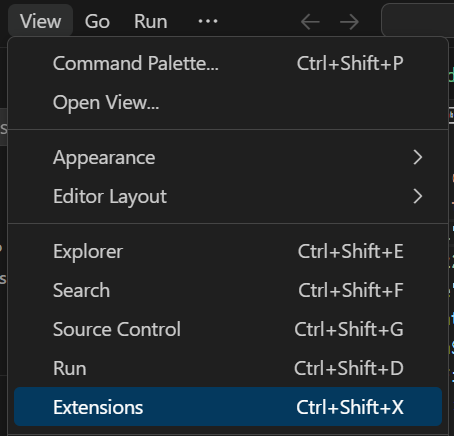 View Go Run ···
Command Palette... Ctrl+Shift+P
Open View...
Appearance
Editor Layout
Explorer Ctrl+Shift+E
Search Ctrl+Shift+F
Source Control Ctrl+Shift+G
Run Ctrl+Shift+D
Extensions Ctrl+Shift+X